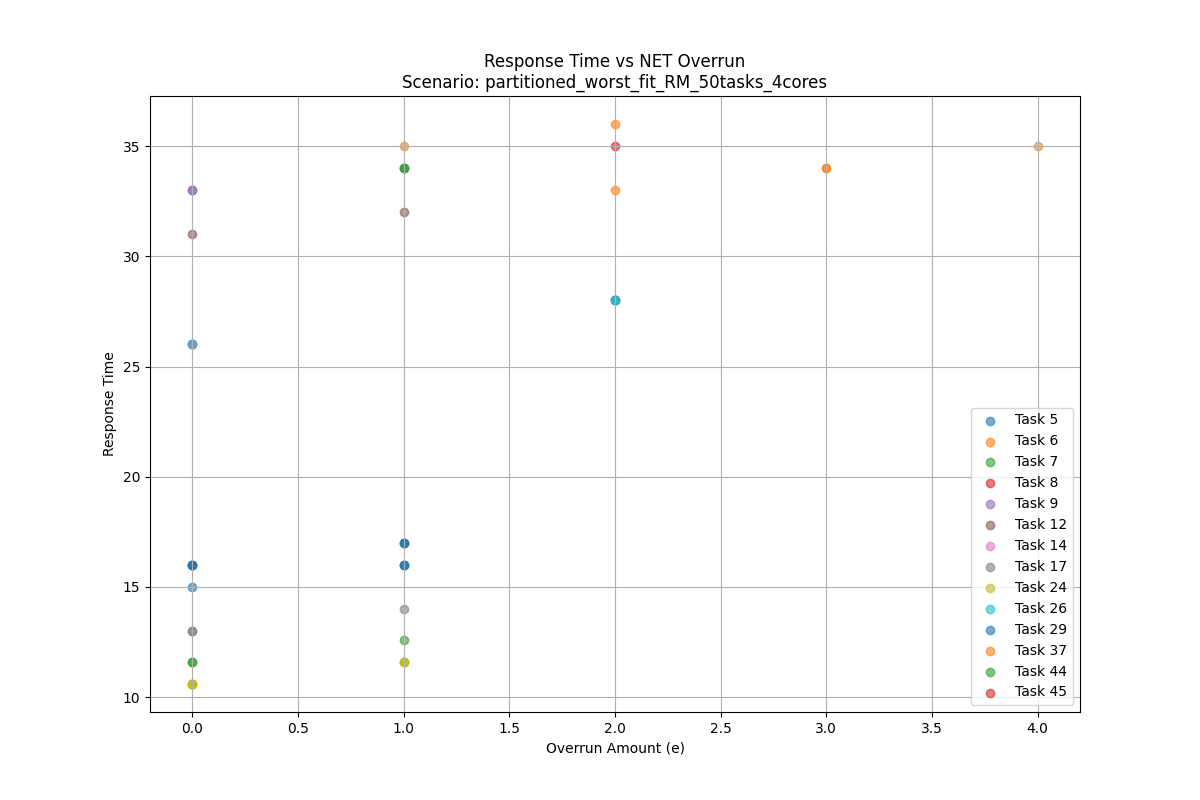 Response Time vs NET Overrun
Scenario: partitioned_worst_fit_RM_50tasks_4cores
Response Time
35
30
25
20
15
10
Task 5
Task 6
Task 7
Task 8
Task 9
Task 12
Task 14
Task 17
Task 24
Task 26
Task 29
Task 37
Task 44
Task 45
0.0 0.5 1.0 1.5 2.0 2.5 3.0 3.5 4.0
Overrun Amount (e)